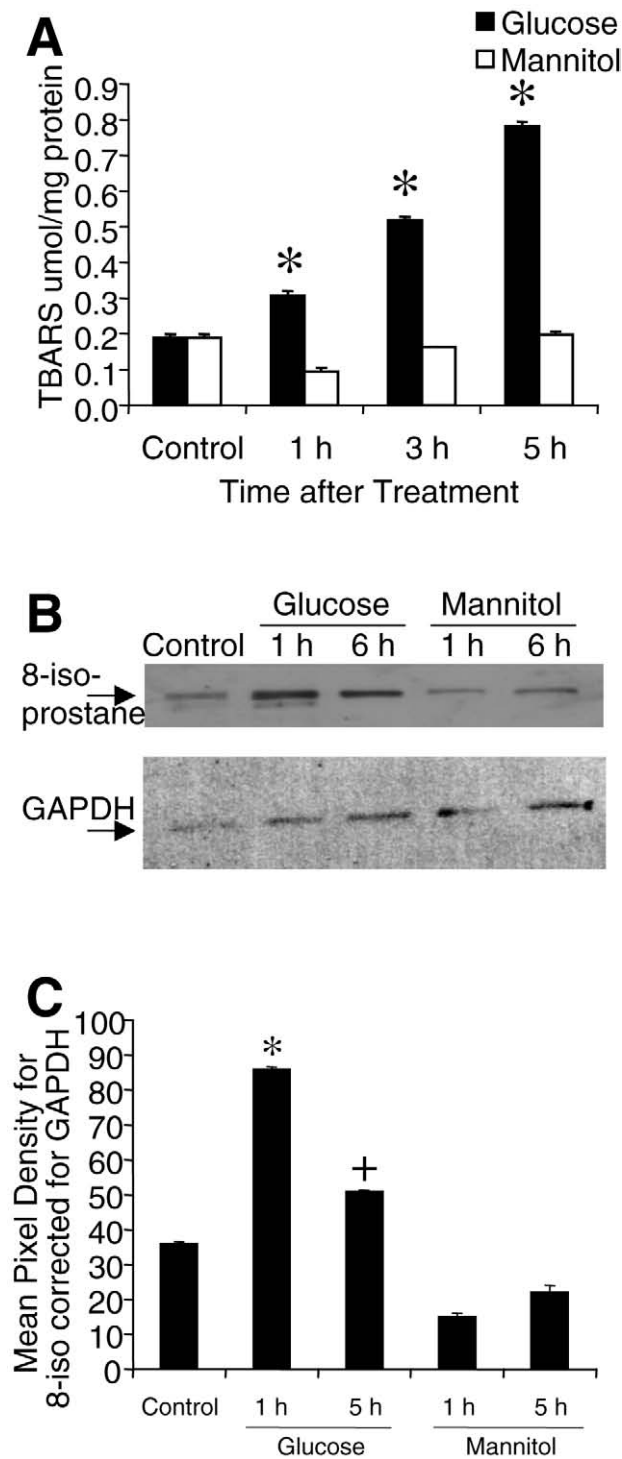 A
Glucose
Mannitol
TBARS umol/mg protein
0.9
0.8
0.7
0.6
0.5
0.4
0.3
0.2
0.1
0.0
*
*
*
Control 1 h 3 h 5 h
Time after Treatment
B
Glucose Mannitol
Control 1 h 6 h 1 h 6 h
8-iso-
prostane
GAPDH
C
Mean Pixel Density for
8-iso corrected for GAPDH
100
90
80
70
60
50
40
30
20
10
0
*
+
Control 1 h 5 h 1 h 5 h
Glucose Mannitol